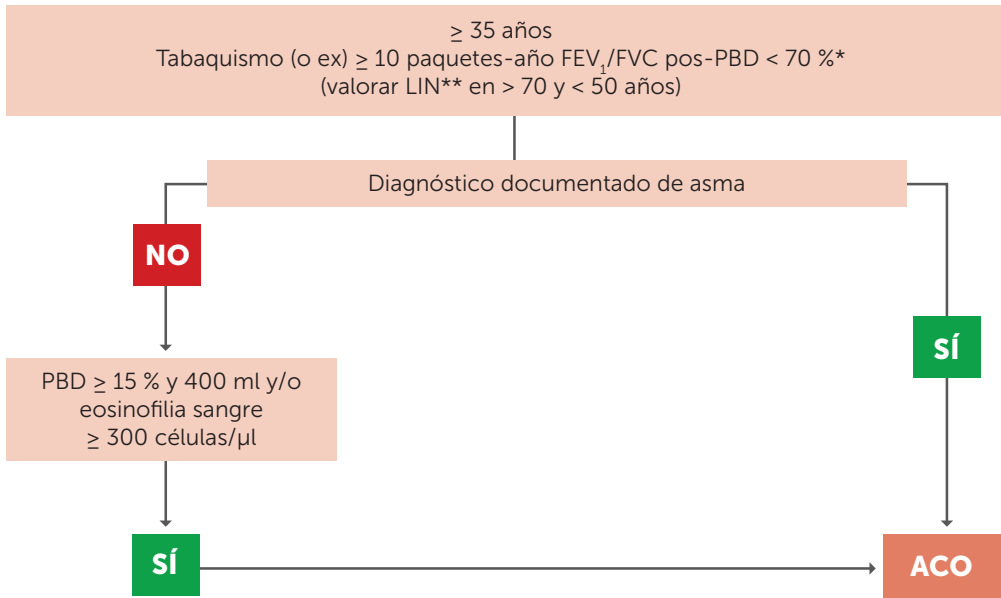 ≥ 35 años
Tabaquismo (o ex) ≥ 10 paquetes-año FEV₁/FVC pos-PBD < 70 %*
(valorar LIN** en > 70 y < 50 años)
Diagnóstico documentado de asma
NO
SÍ
PBD ≥ 15 % y 400 ml y/o
eosinofilia sangre
≥ 300 células/µl
SÍ
ACO